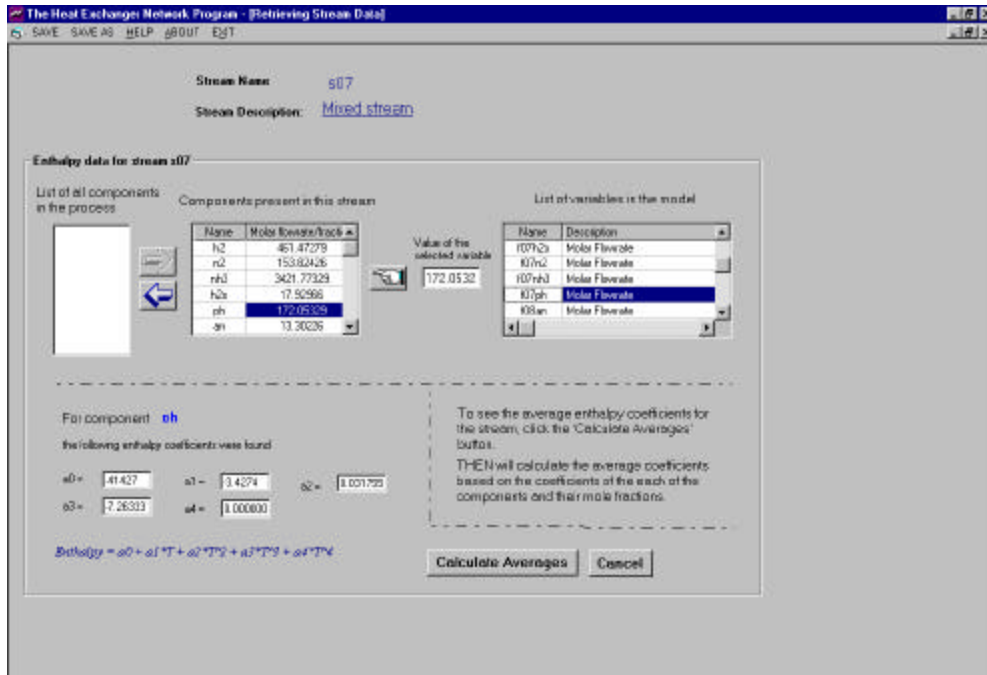 The Heat Exchanger Network Program - [Retrieving Stream Data]
SAVE SAVE AS HELP ABOUT EXIT
Stream Name s07
Stream Description: Mixed stream
Enthalpy data for stream s07
List of all components
in the process
Components present in this stream
Name Molar flowrate/fracti
h2 461.47279
n2 153.82426
nh3 3421.77329
h2s 17.92966
ph 172.05329
an 13.30226
Value of the
selected variable
172.0532
List of variables in the model
Name Description
f07h2s Molar Flowrate
f07n2 Molar Flowrate
f07nh3 Molar Flowrate
f07ph Molar Flowrate
f08an Molar Flowrate
For component ph
the following enthalpy coefficients were found
a0 = .41.427 a1 = -3.4274 a2 =
a3 = a4 =
Enthalpy = a0 + a1*T + a2*T^2 + a3*T^3 + a4*T^4
To see the average enthalpy coefficients for
the stream, click the 'Calculate Averages'
button.
THEN will calculate the average coefficients
based on the coefficients of the each of the
components and their mole fractions.
Calculate Averages Cancel